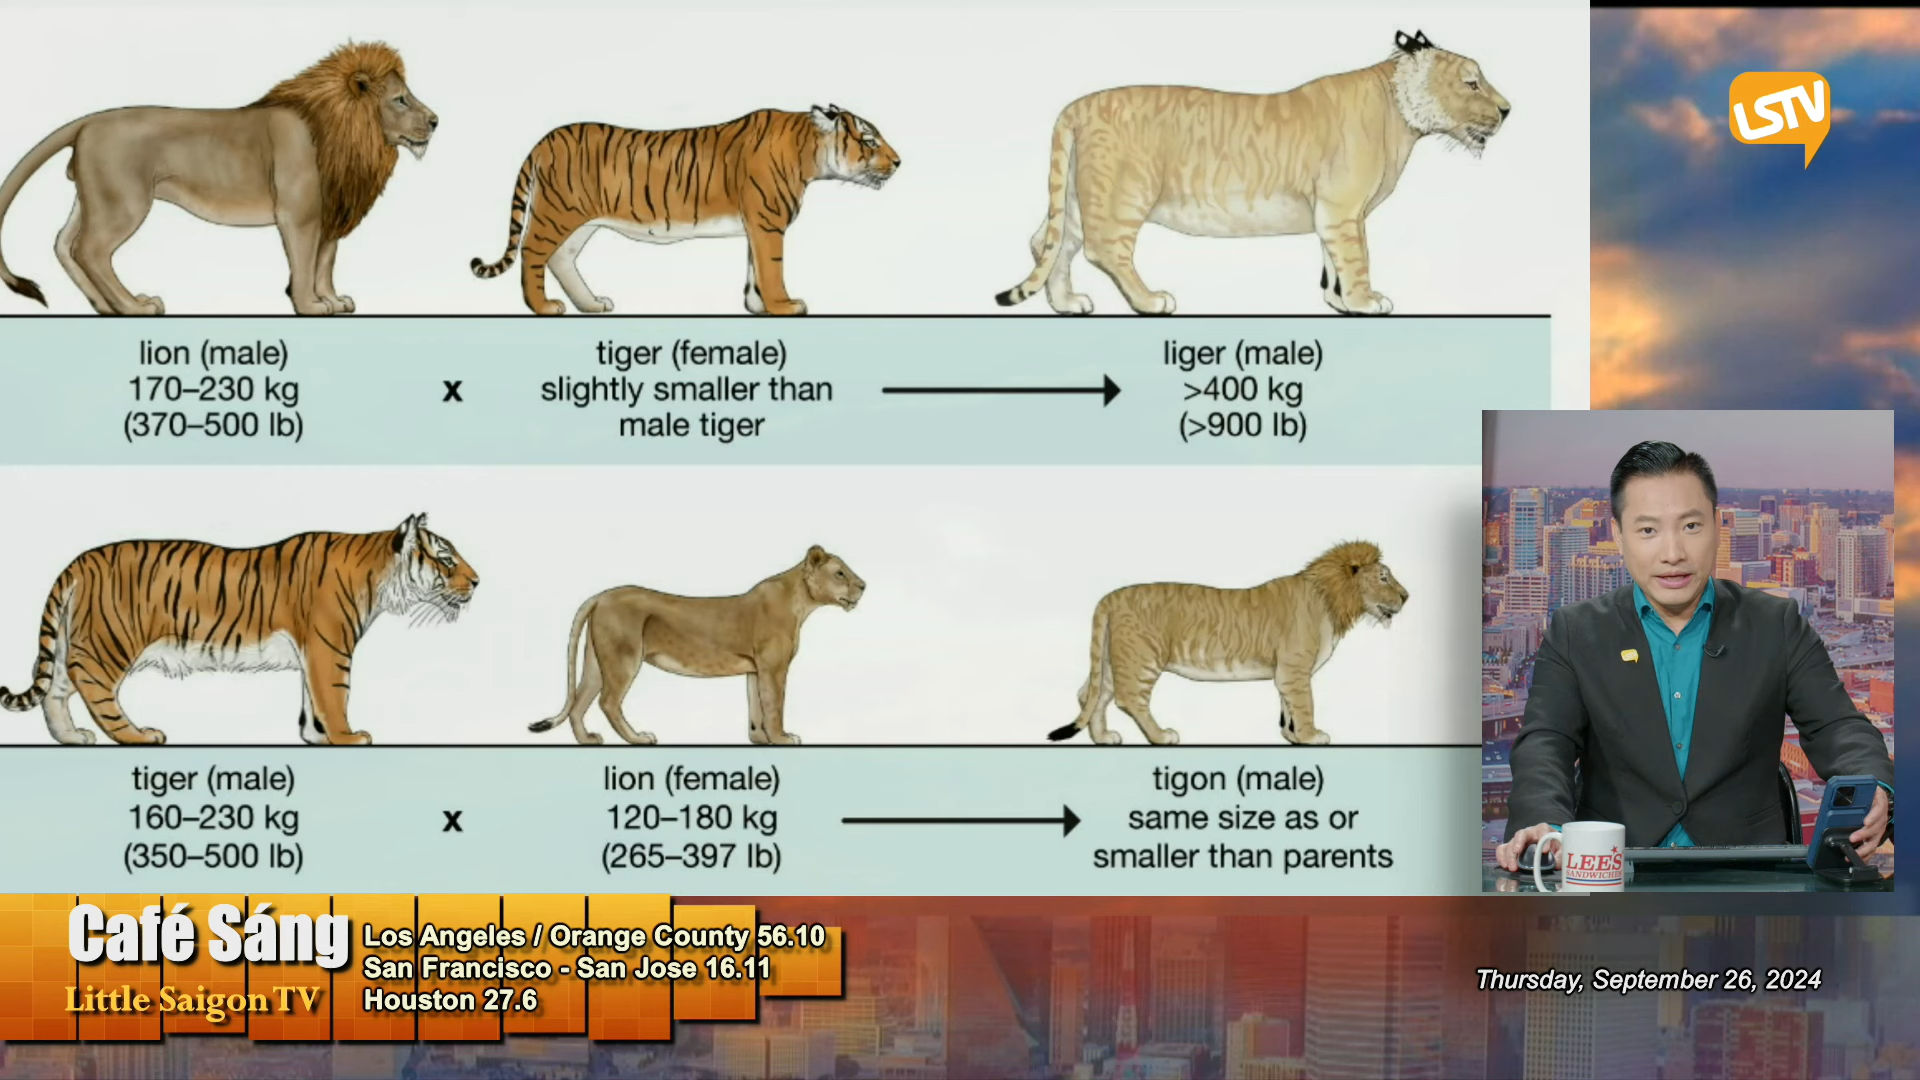 LSTV
lion (male)
170–230 kg
(370–500 lb)
x
tiger (female)
slightly smaller than
male tiger
liger (male)
>400 kg
(>900 lb)
tiger (male)
160–230 kg
(350–500 lb)
x
lion (female)
120–180 kg
(265–397 lb)
tigon (male)
same size as or
smaller than parents
LEE'S
SANDWICHES
Café Sáng
Little Saigon TV
Los Angeles / Orange County 56.10
San Francisco - San Jose 16.11
Houston 27.6
Thursday, September 26, 2024